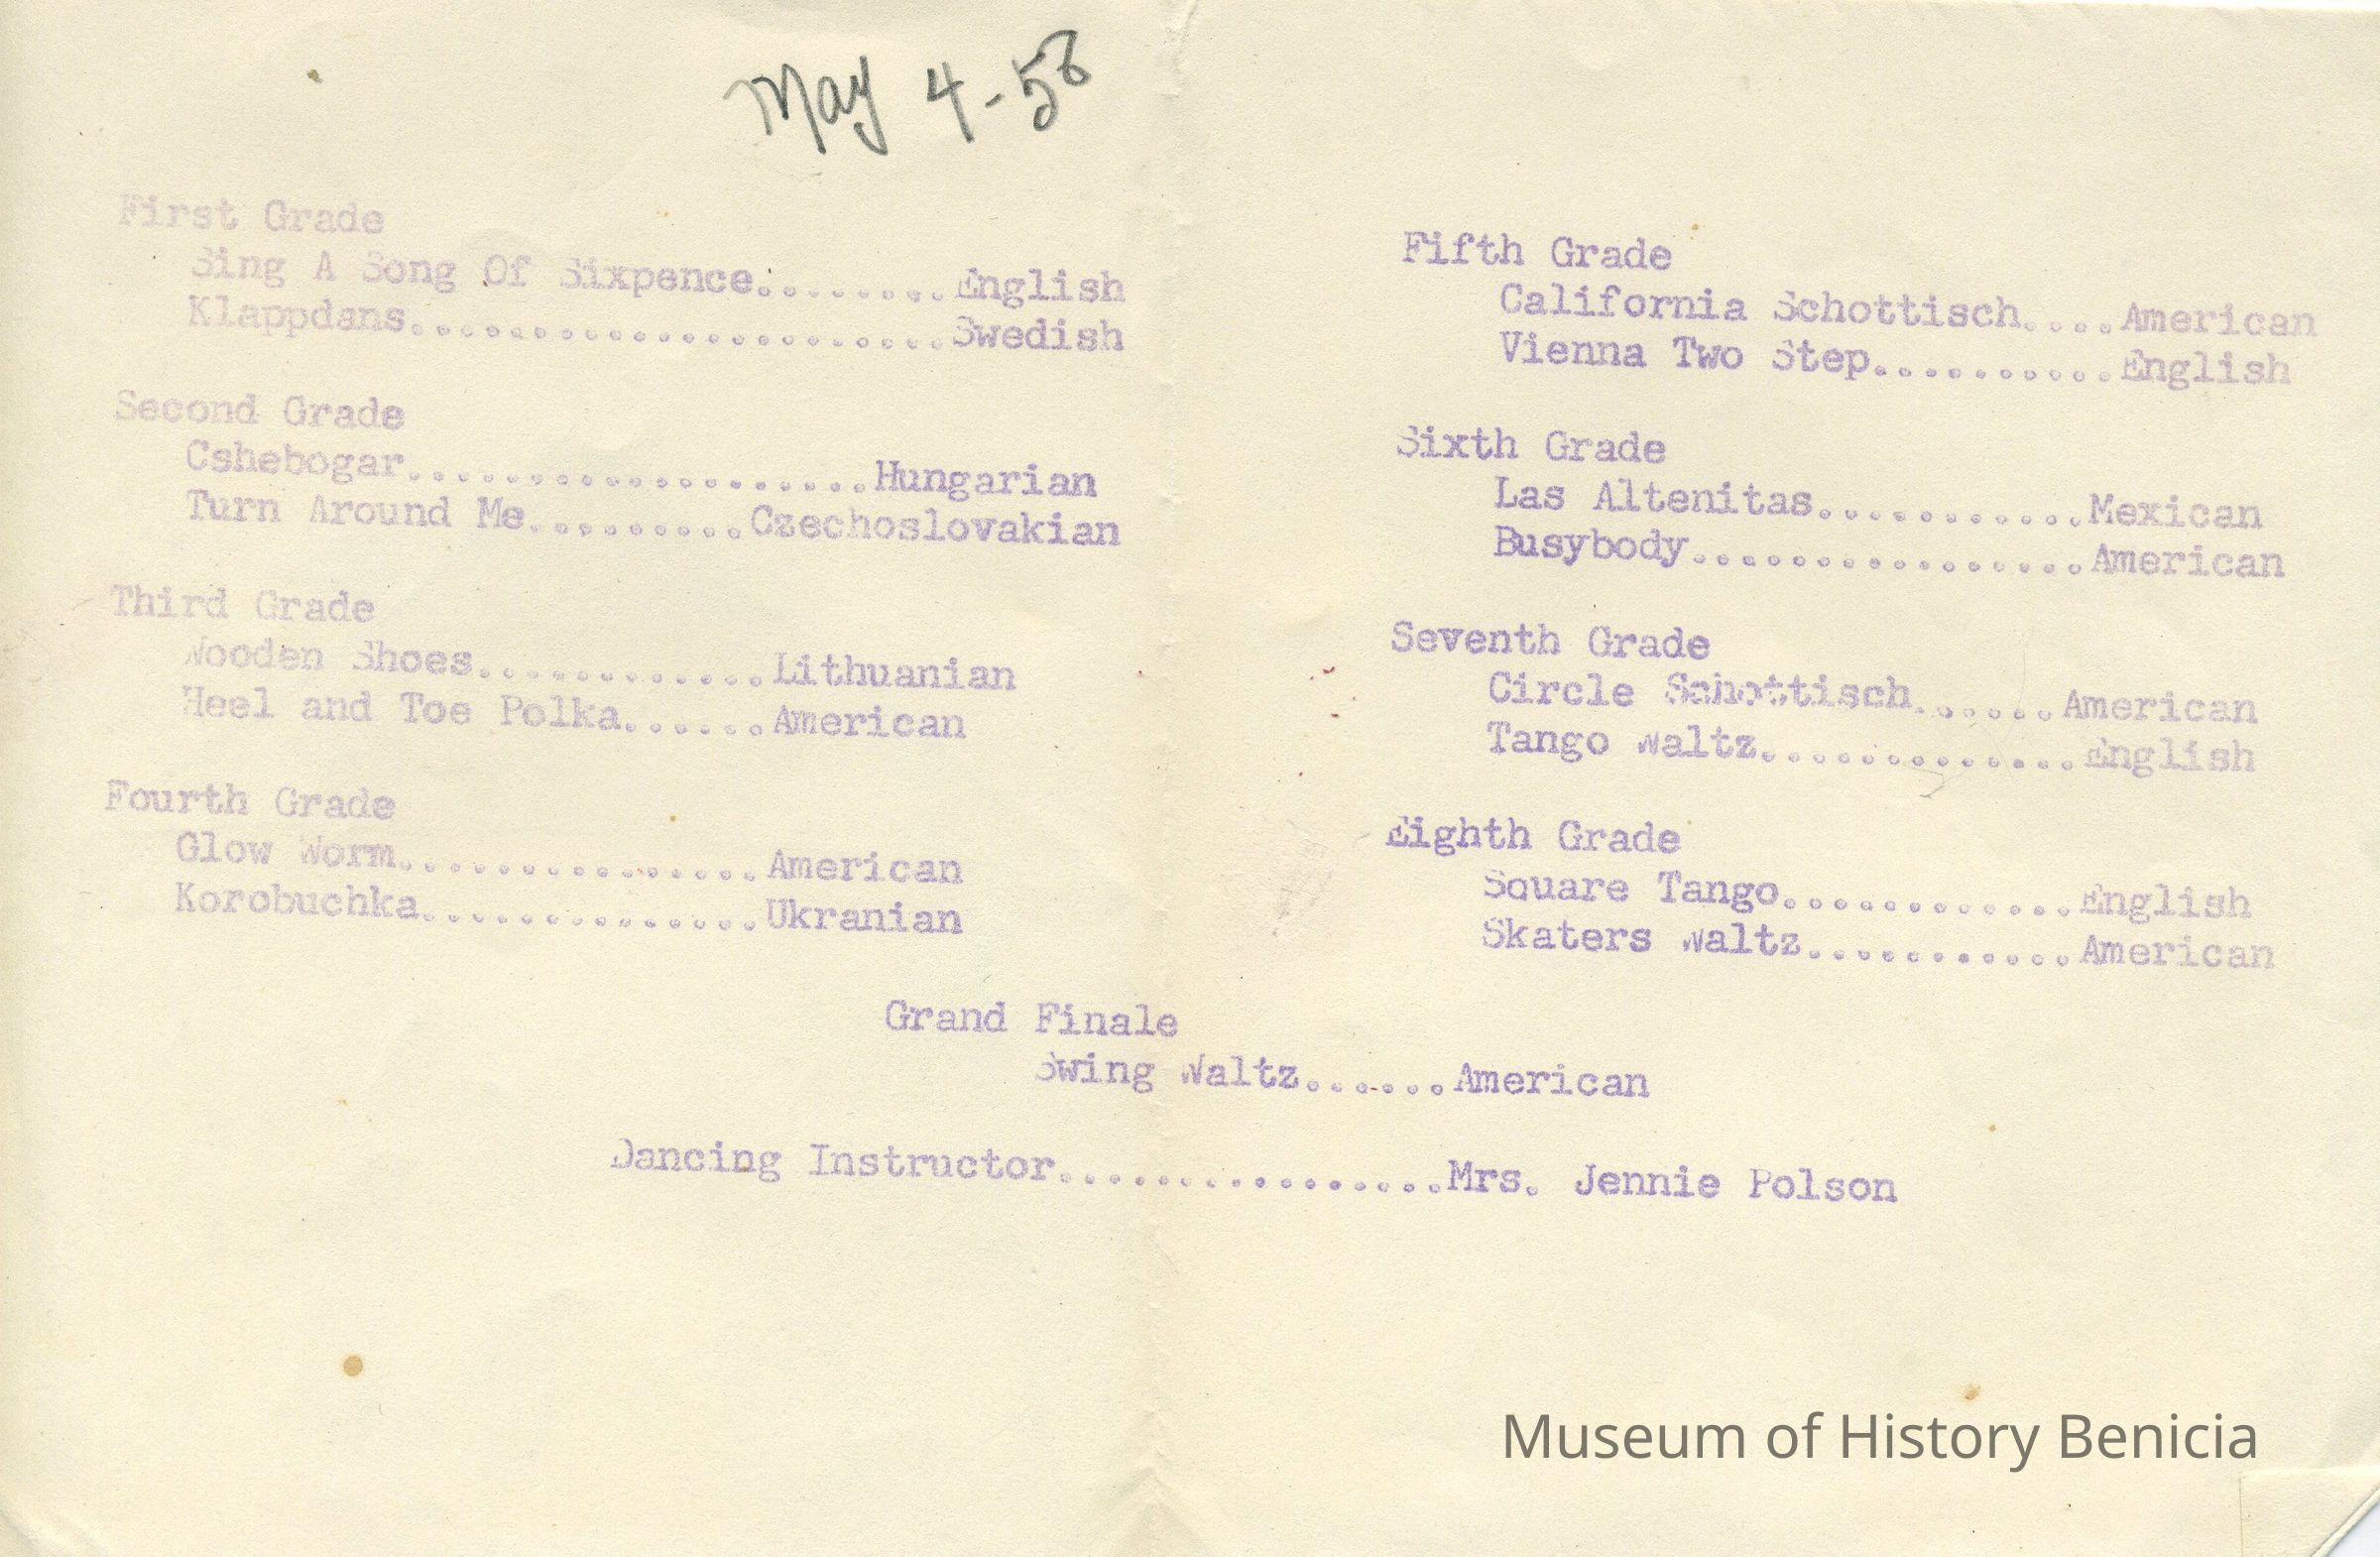 May 4-58
First Grade
Sing A Song Of Sixpence........English
Klappdans......................Swedish
Second Grade
Cshebogar...................Hungarian
Turn Around Me.........Czechoslovakian
Third Grade
Wooden Shoes............Lithuanian
Heel and Toe Polka......American
Fourth Grade
Glow Worm...............American
Korobuchka..............Ukranian
Fifth Grade
California Schottisch....American
Vienna Two Step..........English
Sixth Grade
Las Altenitas...........Mexican
Busybody................American
Seventh Grade
Circle Schottisch......American
Tango Waltz.............English
Eighth Grade
Square Tango............English
Skaters Waltz...........American
Grand Finale
Swing Waltz......American
Dancing Instructor................Mrs. Jennie Polson
Museum of History Benicia